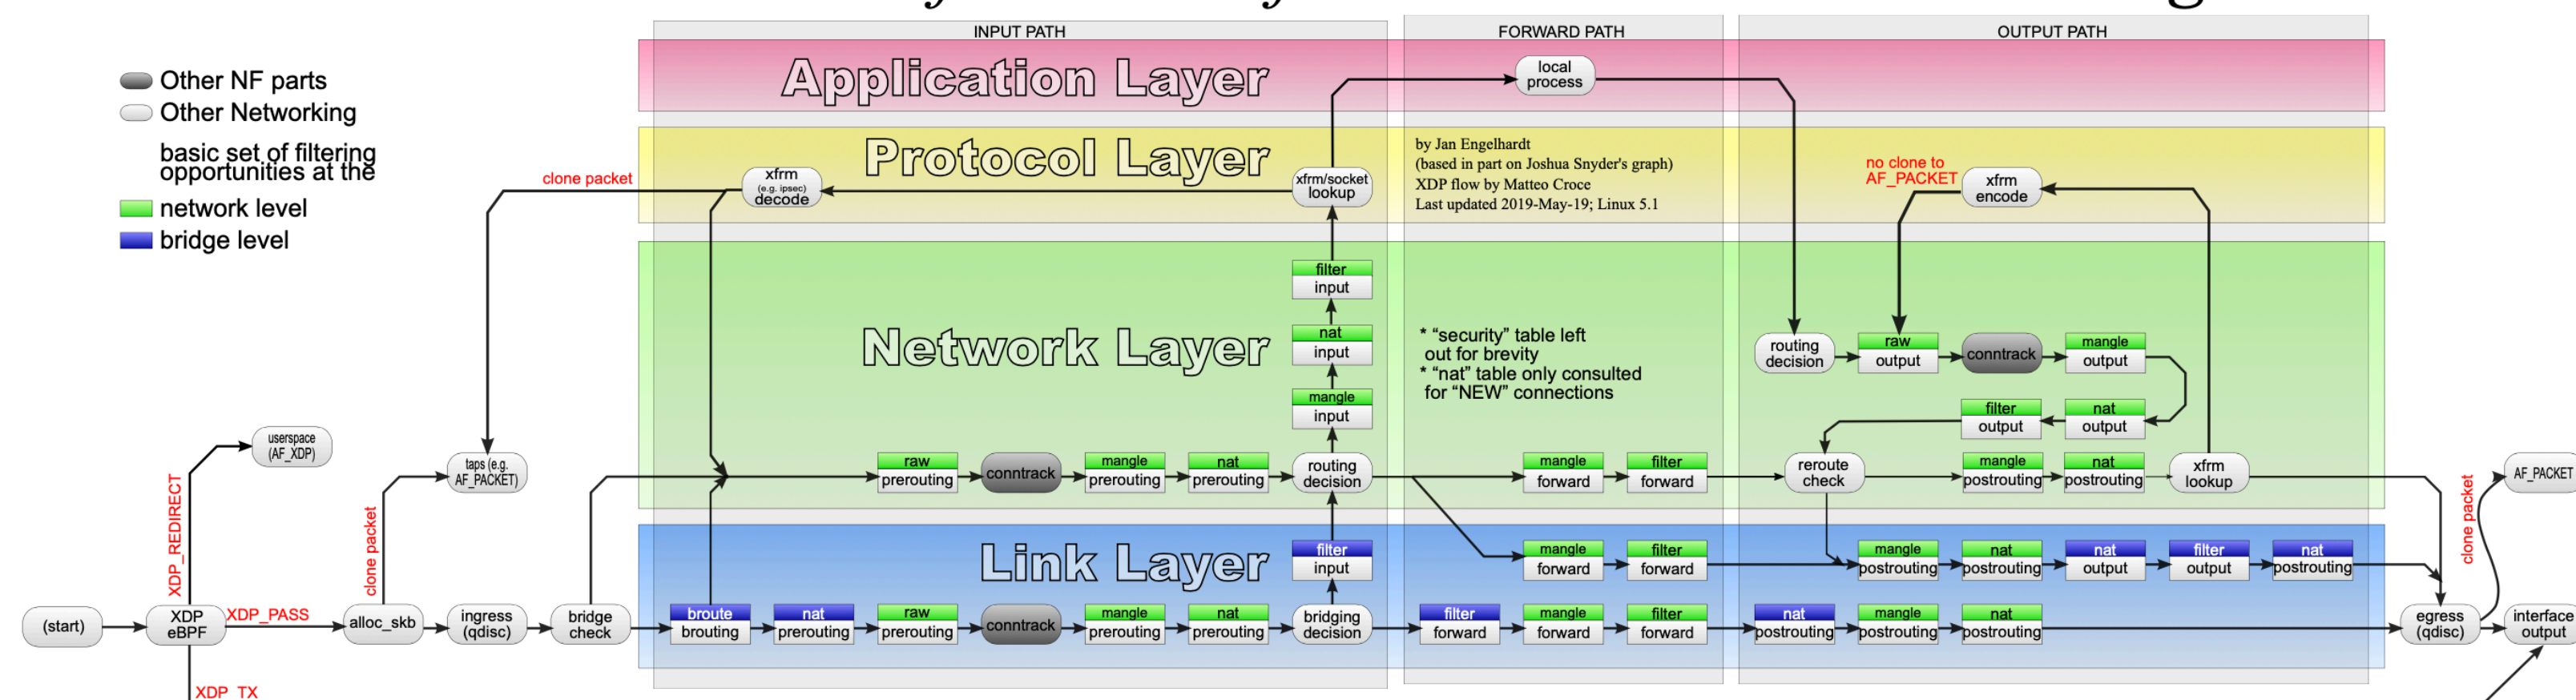 INPUT PATH
FORWARD PATH
OUTPUT PATH
Other NF parts
Other Networking
basic set of filtering
opportunities at the
network level
bridge level
Application Layer
local
process
Protocol Layer
clone packet
xfrm
(e.g. ipsec)
decode
xfrm/socket
lookup
by Jan Engelhardt
(based in part on Joshua Snyder's graph)
XDP flow by Matteo Croce
Last updated 2019-May-19; Linux 5.1
no clone to
AF_PACKET
xfrm
encode
Network Layer
filter
input
nat
input
mangle
input
* “security” table left
out for brevity
* “nat” table only consulted
for “NEW” connections
routing
decision
raw
output
conntrack
mangle
output
filter
output
nat
output
userspace
(AF_XDP)
XDP_REDIRECT
taps (e.g.
AF_PACKET)
clone packet
raw
prerouting
conntrack
mangle
prerouting
nat
prerouting
routing
decision
mangle
forward
filter
forward
reroute
check
mangle
postrouting
nat
postrouting
xfrm
lookup
clone packet
AF_PACKET
Link Layer
filter
input
mangle
forward
filter
forward
mangle
postrouting
nat
postrouting
nat
output
filter
output
nat
postrouting
(start)
XDP
eBPF
XDP_PASS
alloc_skb
ingress
(qdisc)
bridge
check
broute
brouting
nat
prerouting
raw
prerouting
conntrack
mangle
prerouting
nat
prerouting
bridging
decision
filter
forward
mangle
forward
filter
forward
nat
postrouting
mangle
postrouting
nat
postrouting
egress
(qdisc)
interface
output
XDP_TX